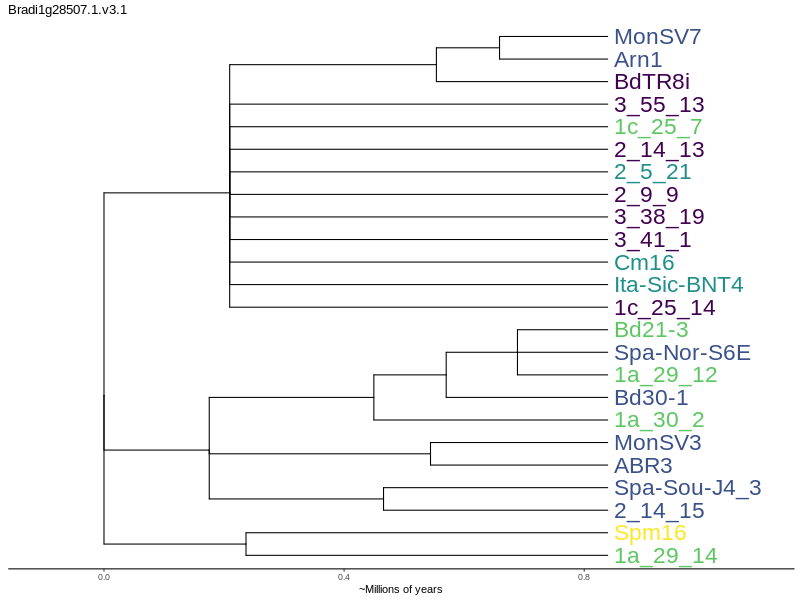 Bradi1g28507.1.v3.1
MonSV7
Arn1
BdTR8i
3_55_13
1c_25_7
2_14_13
2_5_21
2_9_9
3_38_19
3_41_1
Cm16
Ita-Sic-BNT4
1c_25_14
Bd21-3
Spa-Nor-S6E
1a_29_12
Bd30-1
1a_30_2
MonSV3
ABR3
Spa-Sou-J4_3
2_14_15
Spm16
1a_29_14
0.0 0.4 0.8
~Millions of years